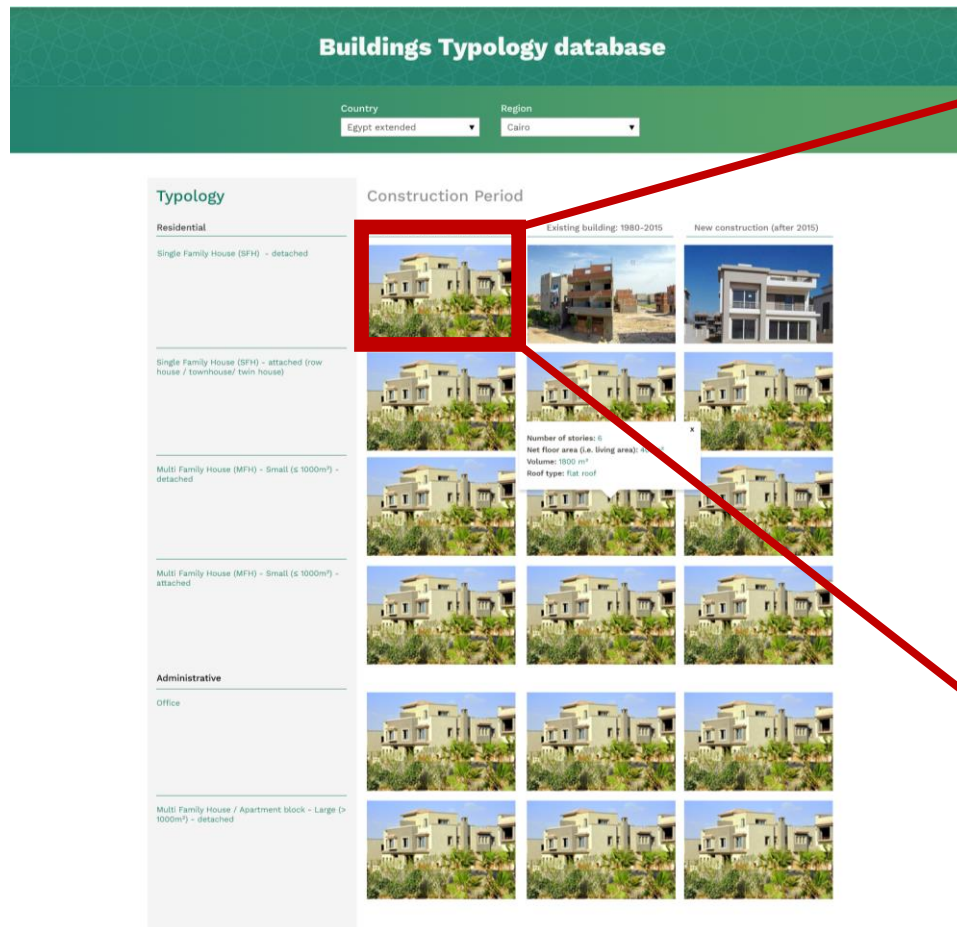 Buildings Typology database
Country
Region
Egypt extended
Cairo
Typology
Construction Period
Residential
Existing building: 1980-2015
New construction (after 2015)
Single Family House (SFH) - detached
Single Family House (SFH) - attached (row
house / townhouse/ twin house)
x
Number of stories: 6
Net floor area (i.e. living area):
Volume: 1800 m³
Roof type: flat roof
Multi Family House (MFH) - Small (≤ 1000m²) -
detached
Multi Family House (MFH) - Small (≤ 1000m²) -
attached
Administrative
Office
Multi Family House / Apartment block - Large (>
1000m²) - detached